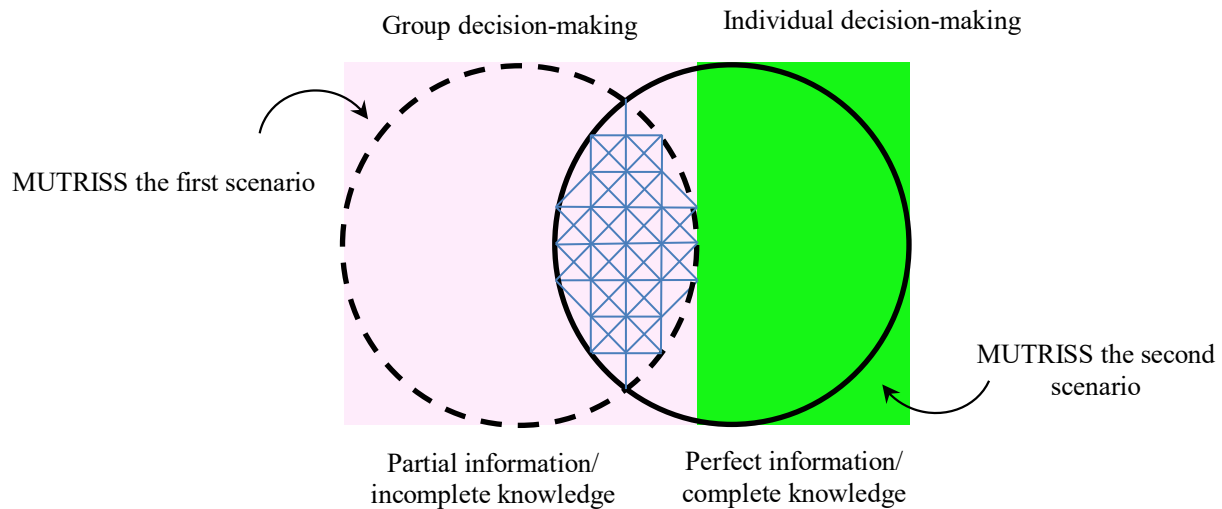 Group decision-making
Individual decision-making
MUTRISS the first scenario
MUTRISS the second
scenario
Partial information/
incomplete knowledge
Perfect information/
complete knowledge